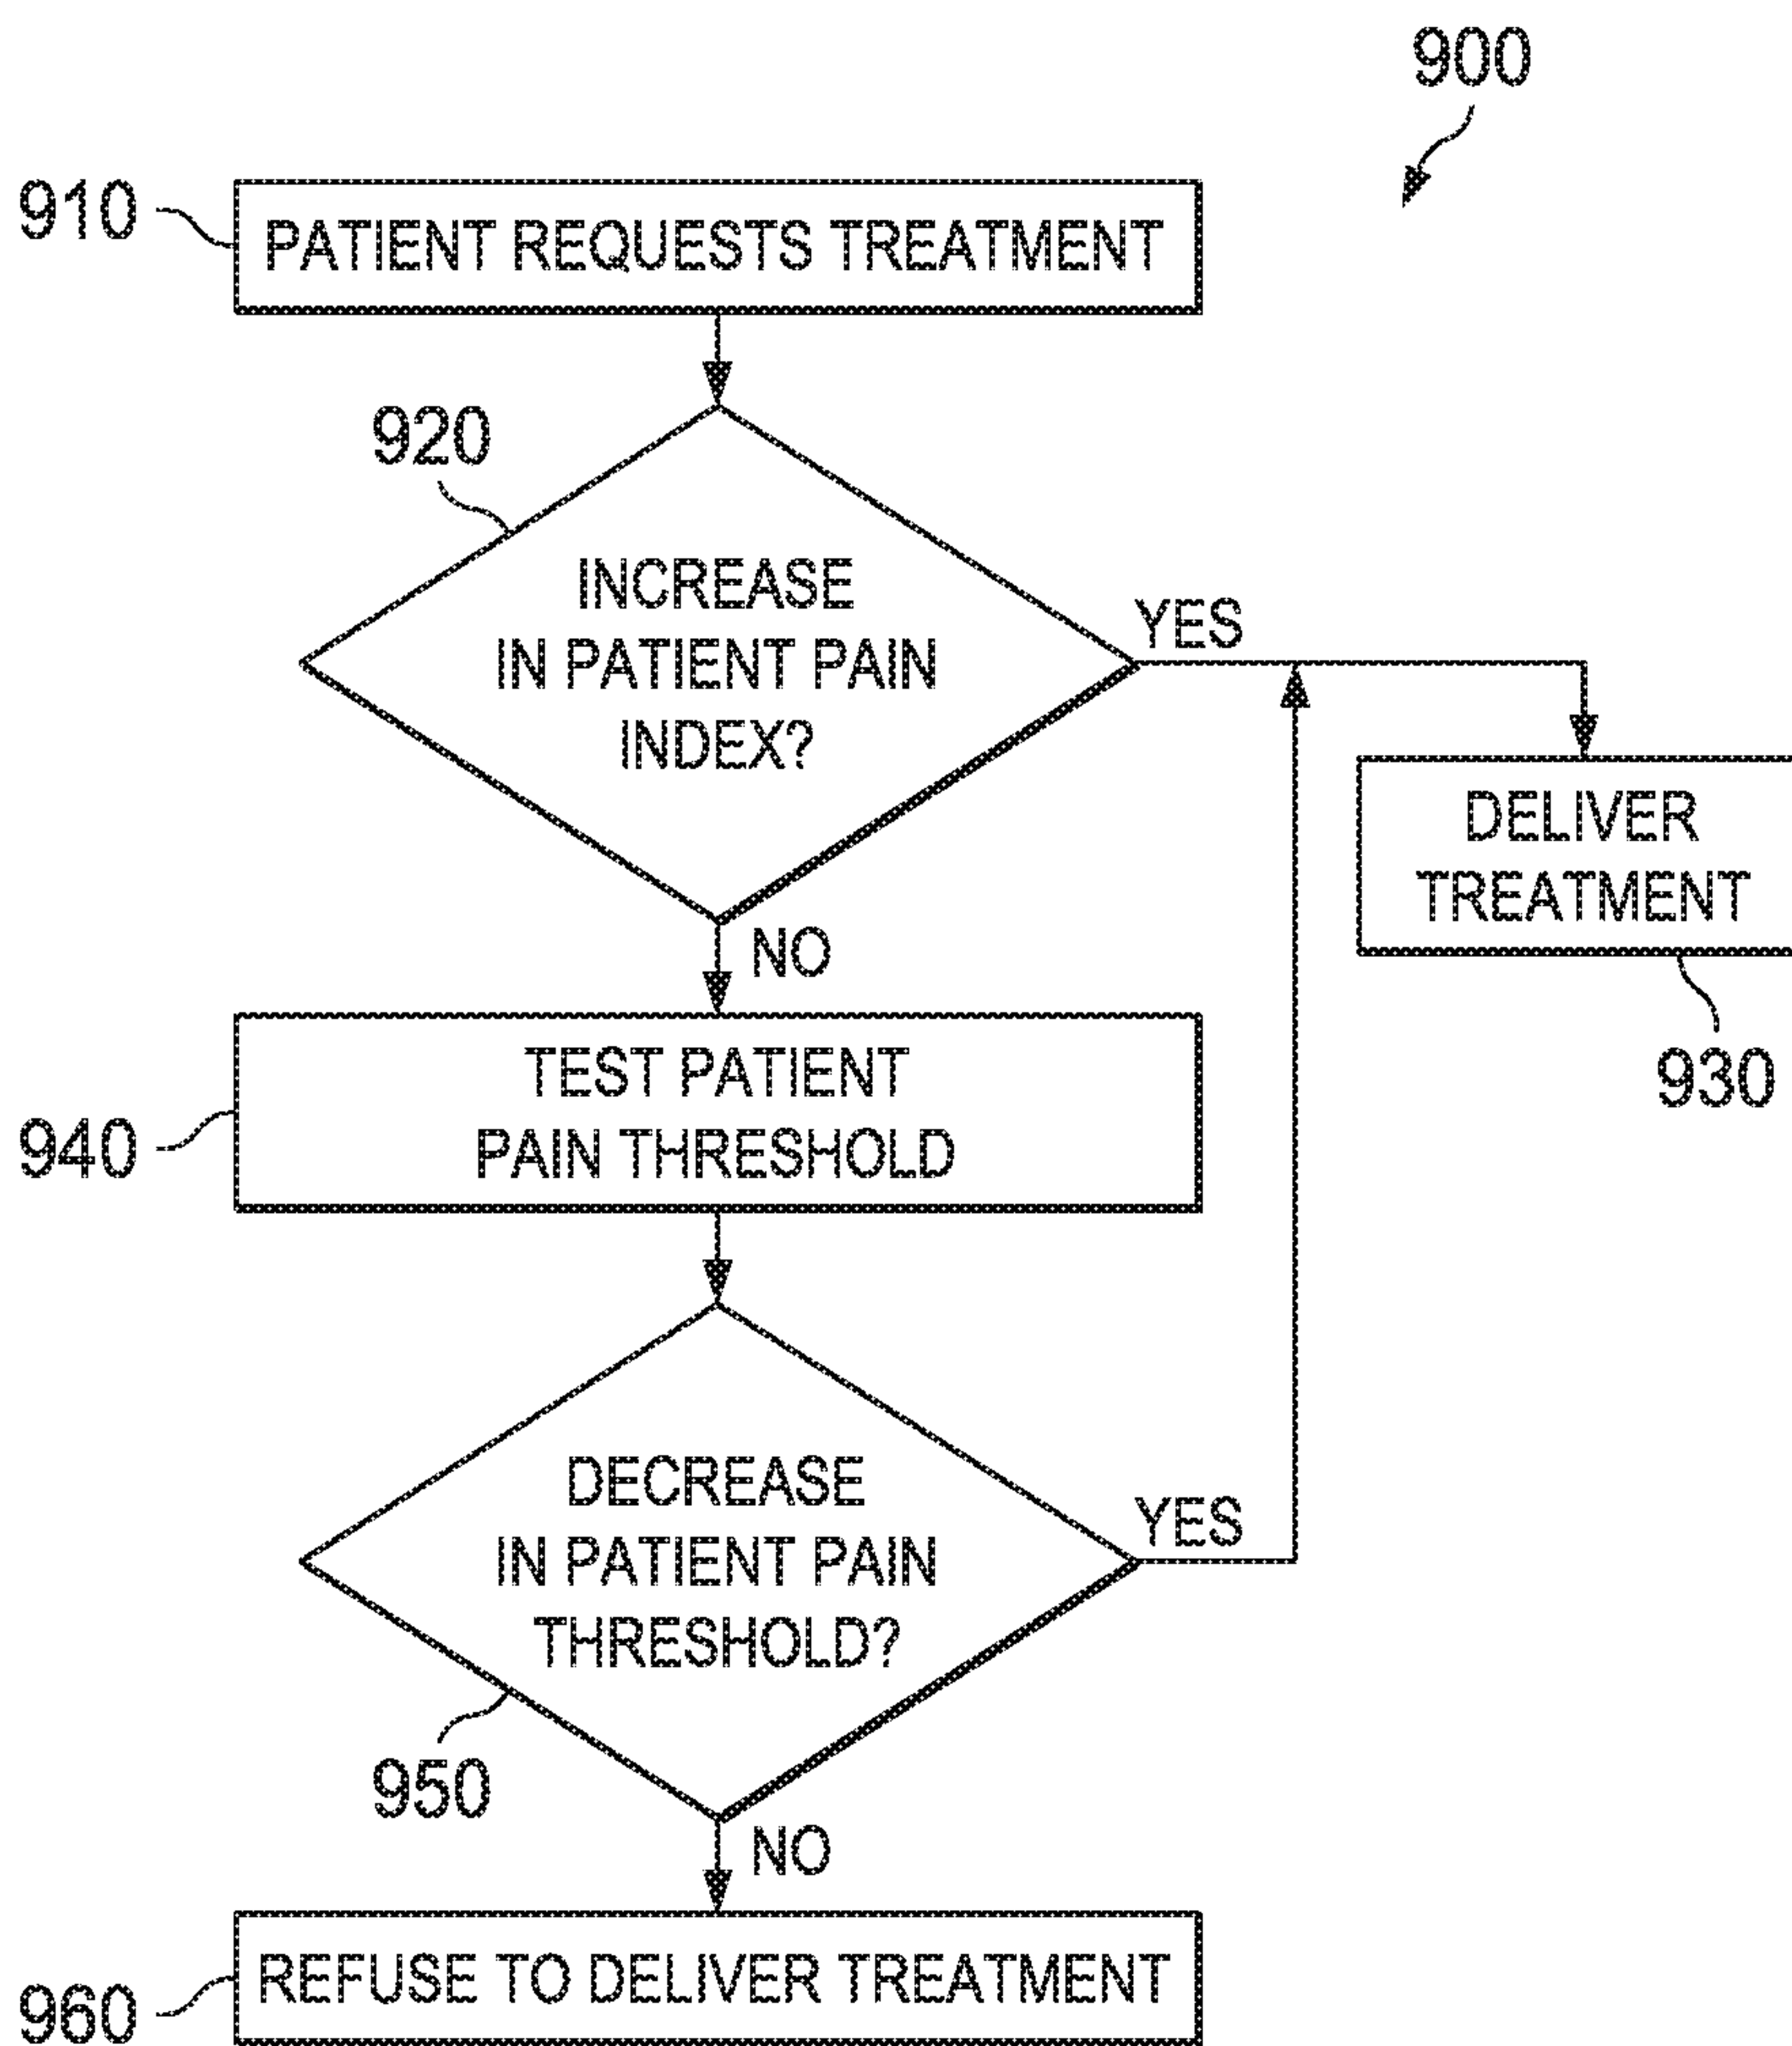 900
910
PATIENT REQUESTS TREATMENT
920
INCREASE
IN PATIENT PAIN
INDEX?
YES
DELIVER
TREATMENT
930
NO
TEST PATIENT
PAIN THRESHOLD
940
DECREASE
IN PATIENT PAIN
THRESHOLD?
YES
950
NO
REFUSE TO DELIVER TREATMENT
960